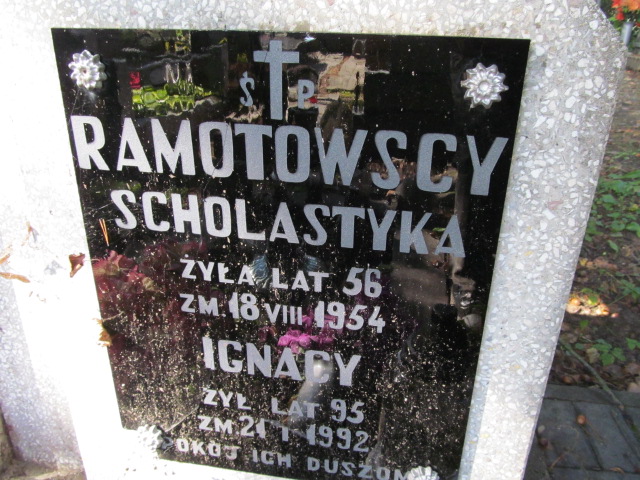 Ś P
RAMOTOWSCY
SCHOLASTYKA
ŻYŁA LAT 56
ZM 18 VIII 1954
IGNACY
ŻYŁ LAT 95
ZM 21 I 1992
POKÓJ ICH DUSZOM